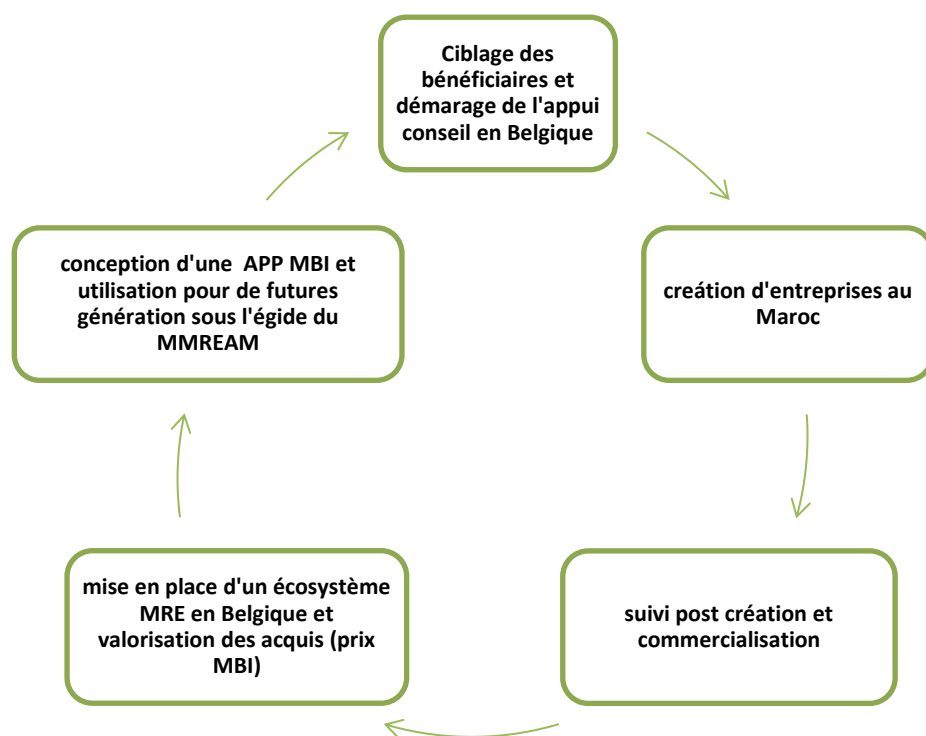 Ciblage des
bénéficiaires et
démarage de l'appui
conseil en Belgique
creátion d'entreprises au
Maroc
suivi post création et
commercialisation
mise en place d'un écosystème
MRE en Belgique et
valorisation des acquis (prix
MBI)
conception d'une APP MBI et
utilisation pour de futures
génération sous l'égide du
MMREAM